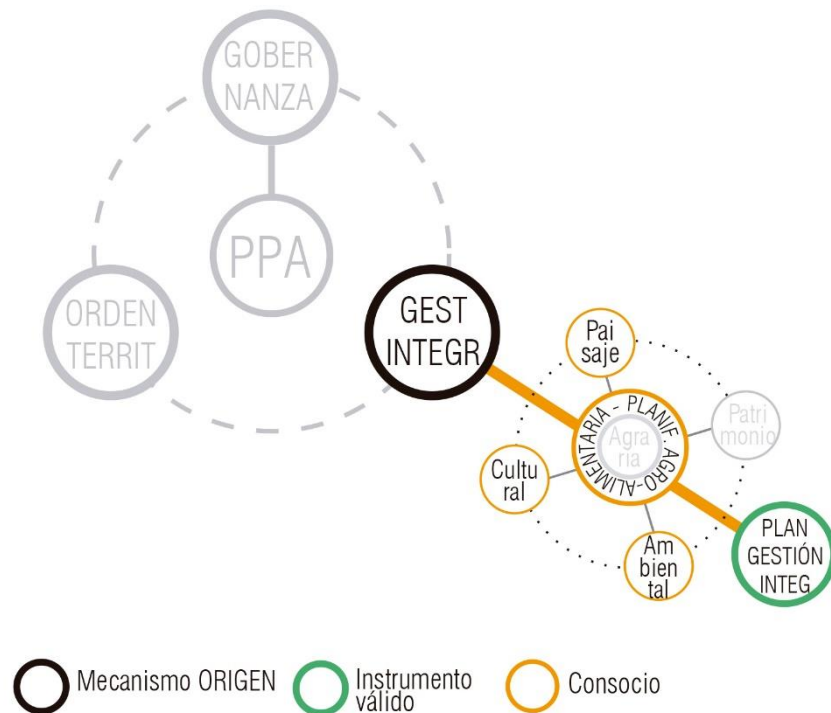 GOBER
NANZA
PPA
ORDEN
TERRIT
GEST
INTEGR
Pai
saje
Patri
monio
PLANIF. AGRO-ALIMENTARIA -
Agra
ria
Cultu
ral
Am
bien
tal
PLAN
GESTIÓN
INTEG
Mecanismo ORIGEN
Instrumento
válido
Consocio